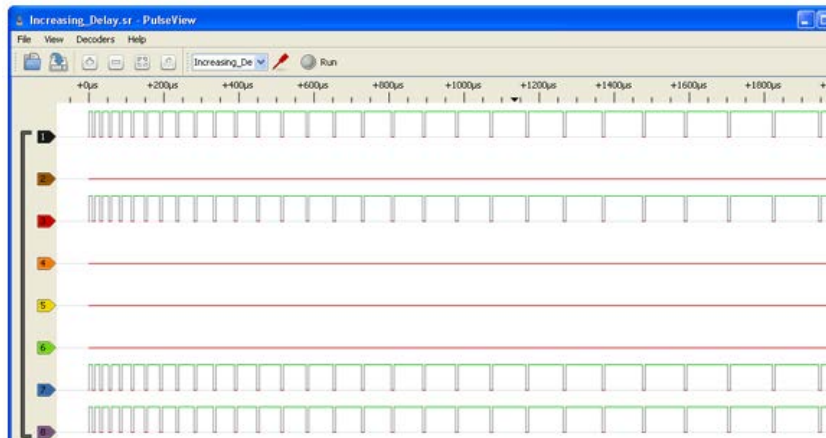 Increasing_Delay.sr - PulseView
File View Decoders Help
Increasing_De Run
+0µs +200µs +400µs +600µs +800µs +1000µs +1200µs +1400µs +1600µs +1800µs
1
2
3
4
5
6
7
8